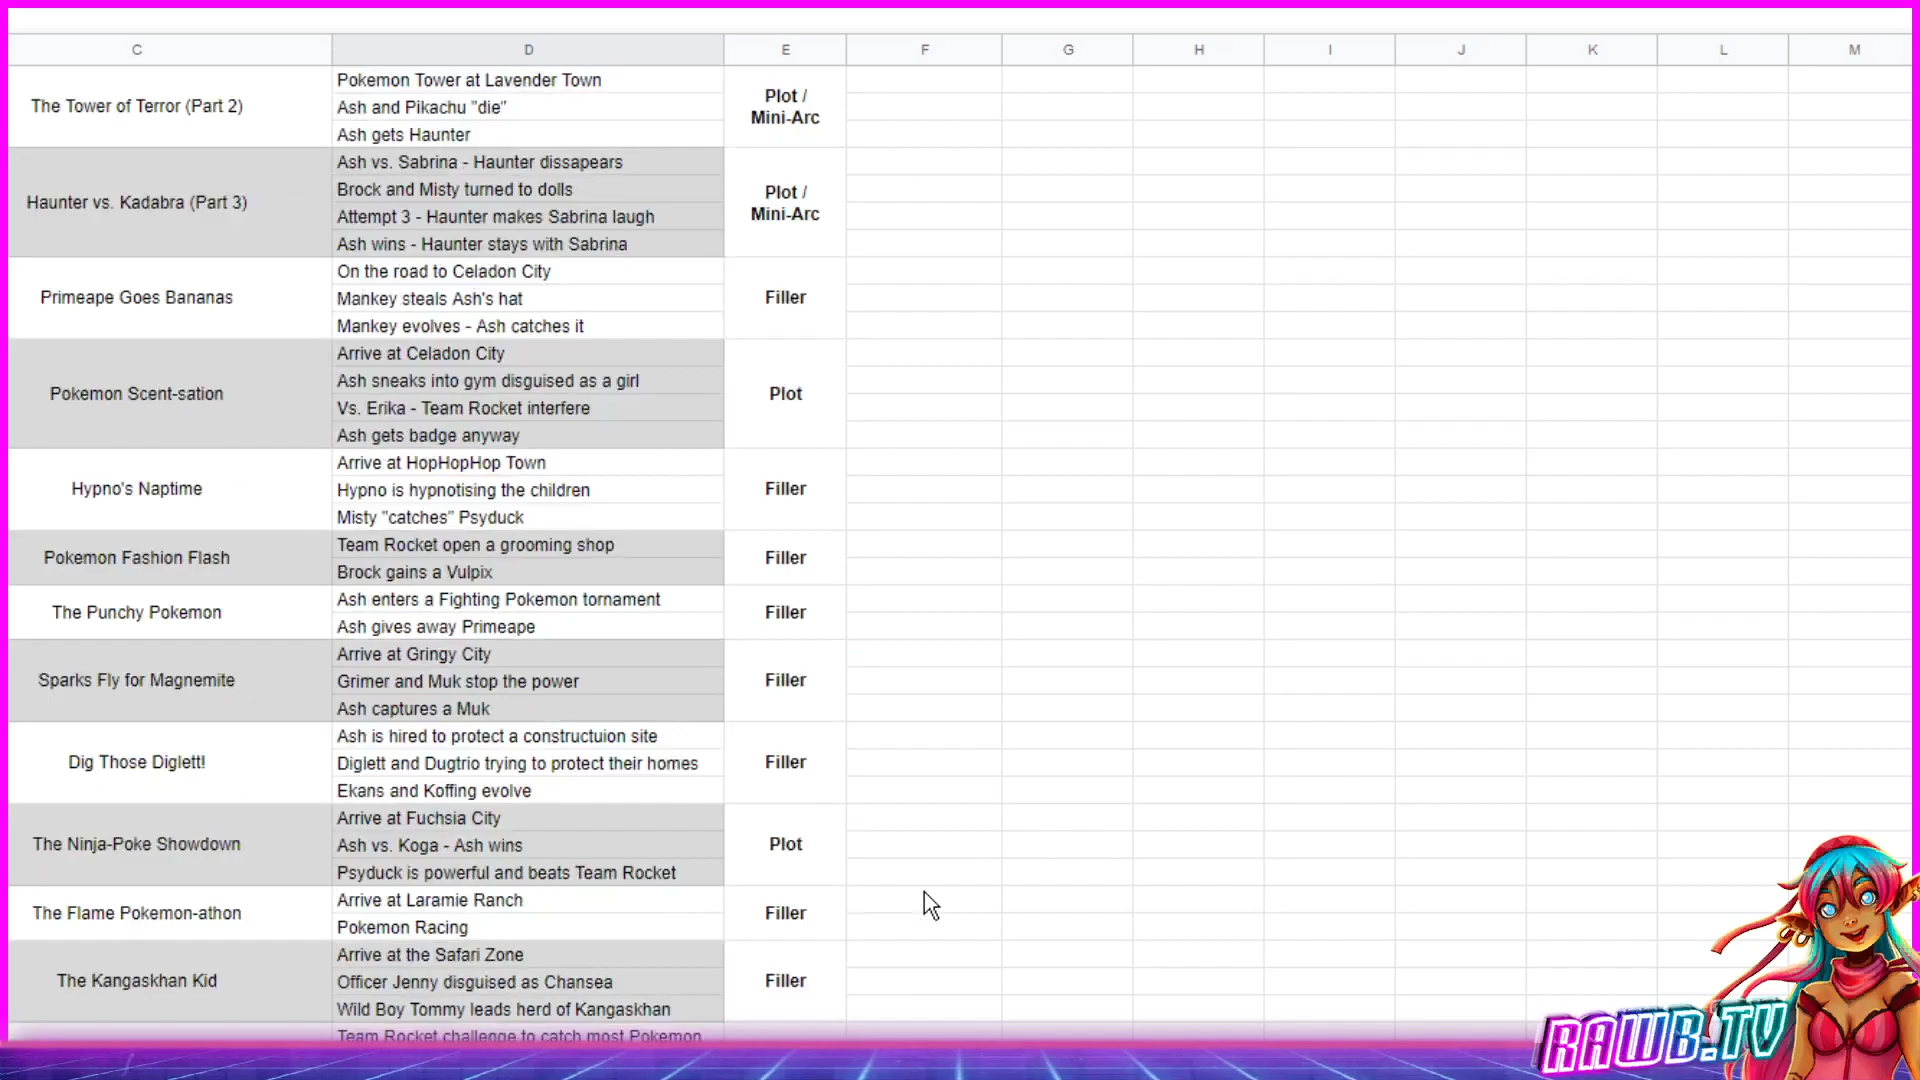 C D E F G H I J K L M
The Tower of Terror (Part 2)
Pokemon Tower at Lavender Town
Ash and Pikachu "die"
Ash gets Haunter
Plot /
Mini-Arc
Haunter vs. Kadabra (Part 3)
Ash vs. Sabrina - Haunter dissapears
Brock and Misty turned to dolls
Attempt 3 - Haunter makes Sabrina laugh
Ash wins - Haunter stays with Sabrina
Plot /
Mini-Arc
Primeape Goes Bananas
On the road to Celadon City
Mankey steals Ash's hat
Mankey evolves - Ash catches it
Filler
Pokemon Scent-sation
Arrive at Celadon City
Ash sneaks into gym disguised as a girl
Vs. Erika - Team Rocket interfere
Ash gets badge anyway
Plot
Hypno's Naptime
Arrive at HopHopHop Town
Hypno is hypnotising the children
Misty "catches" Psyduck
Filler
Pokemon Fashion Flash
Team Rocket open a grooming shop
Brock gains a Vulpix
Filler
The Punchy Pokemon
Ash enters a Fighting Pokemon tornament
Ash gives away Primeape
Filler
Sparks Fly for Magnemite
Arrive at Gringy City
Grimer and Muk stop the power
Ash captures a Muk
Filler
Dig Those Diglett!
Ash is hired to protect a constructuion site
Diglett and Dugtrio trying to protect their homes
Ekans and Koffing evolve
Filler
The Ninja-Poke Showdown
Arrive at Fuchsia City
Ash vs. Koga - Ash wins
Psyduck is powerful and beats Team Rocket
Plot
The Flame Pokemon-athon
Arrive at Laramie Ranch
Pokemon Racing
Filler
The Kangaskhan Kid
Arrive at the Safari Zone
Officer Jenny disguised as Chansea
Wild Boy Tommy leads herd of Kangaskhan
Team Rocket challenge to catch most Pokemon
Filler
RAWB.TV